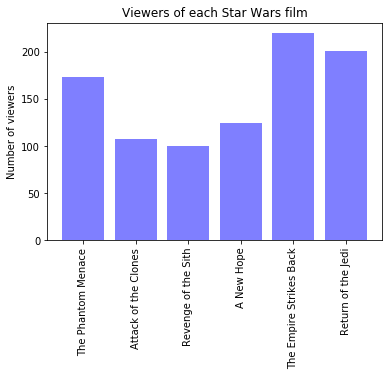 Viewers of each Star Wars film
Number of viewers
200
150
100
50
0
The Phantom Menace
Attack of the Clones
Revenge of the Sith
A New Hope
The Empire Strikes Back
Return of the Jedi